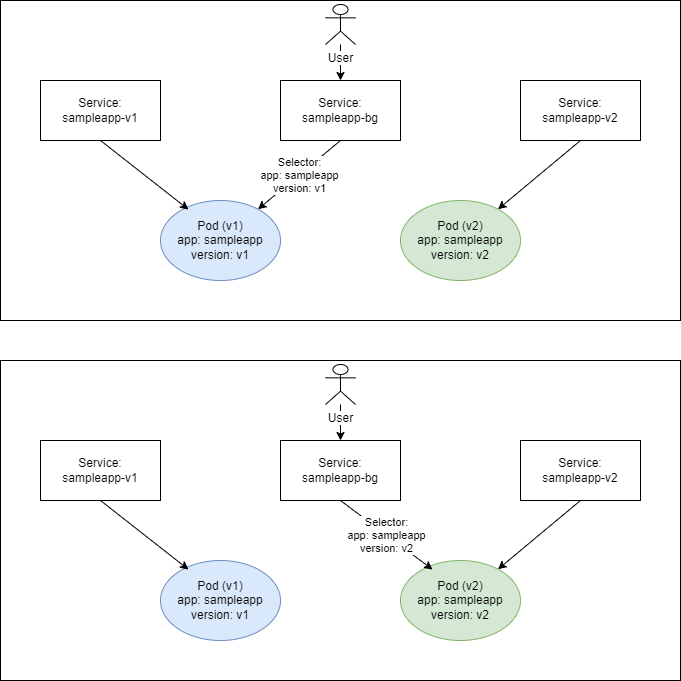 User
Service:
sampleapp-v1
Service:
sampleapp-bg
Service:
sampleapp-v2
Selector:
app: sampleapp
version: v1
Pod (v1)
app: sampleapp
version: v1
Pod (v2)
app: sampleapp
version: v2
User
Service:
sampleapp-v1
Service:
sampleapp-bg
Service:
sampleapp-v2
Selector:
app: sampleapp
version: v2
Pod (v1)
app: sampleapp
version: v1
Pod (v2)
app: sampleapp
version: v2